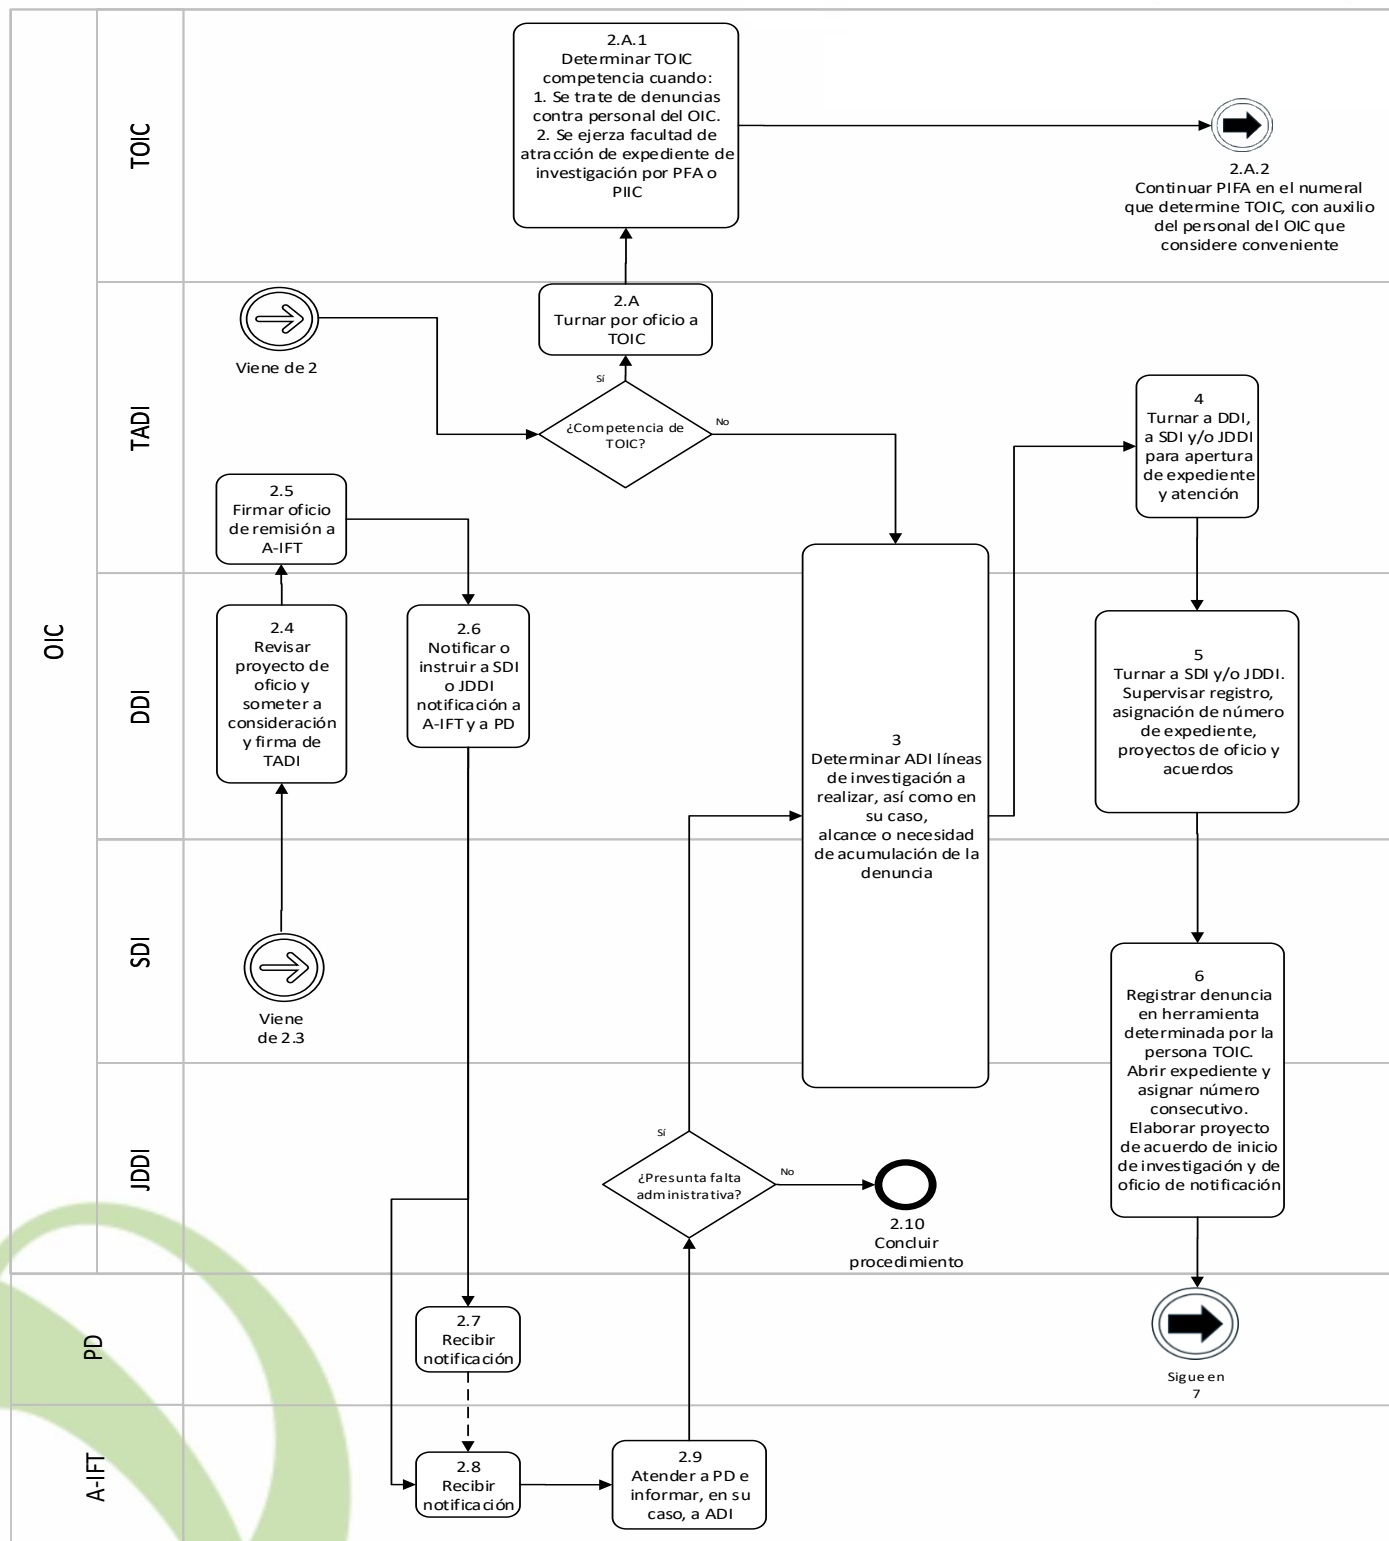 OIC
TOIC
2.A.1
Determinar TOIC
competencia cuando:
1. Se trate de denuncias
contra personal del OIC.
2. Se ejerza facultad de
atracción de expediente de
investigación por PFA o
PIIC
2.A.2
Continuar PIFA en el numeral
que determine TOIC, con auxilio
del personal del OIC que
considere conveniente
TADI
Viene de 2
2.A
Turnar por oficio a
TOIC
Sí
¿Competencia de
TOIC?
No
4
Turnar a DDI,
a SDI y/o JDDI
para apertura
de expediente
y atención
2.5
Firmar oficio
de remisión a
A-IFT
DDI
2.4
Revisar
proyecto de
oficio y
someter a
consideración
y firma de
TADI
2.6
Notificar o
instruir a SDI
o JDDI
notificación a
A-IFT y a PD
3
Determinar ADI líneas
de investigación a
realizar, así como en
su caso,
alcance o necesidad
de acumulación de la
denuncia
5
Turnar a SDI y/o JDDI.
Supervisar registro,
asignación de número
de expediente,
proyectos de oficio y
acuerdos
SDI
Viene
de 2.3
6
Registrar denuncia
en herramienta
determinada por la
persona TOIC.
Abrir expediente y
asignar número
consecutivo.
Elaborar proyecto
de acuerdo de inicio
de investigación y de
oficio de notificación
JDDI
Sí
¿Presunta falta
administrativa?
No
2.10
Concluir
procedimiento
PD
2.7
Recibir
notificación
Sigue en
7
A-IFT
2.8
Recibir
notificación
2.9
Atender a PD e
informar, en su
caso, a ADI